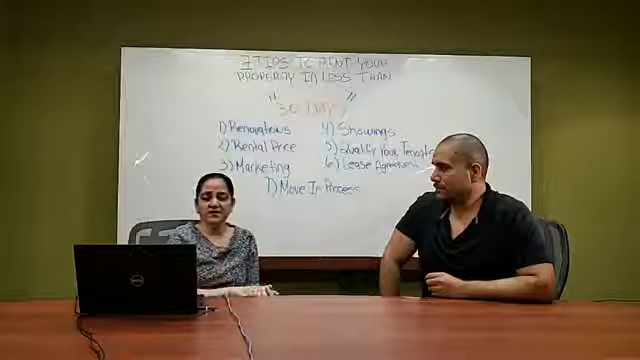 7 TIPS TO RENT YOUR
PROPERTY IN LESS THAN
"30 DAYS"
1) Renovations
2) Rental Price
3) Marketing
4) Showings
5) Qualify Your Tenants
6) Lease Agreement
7) Move In Process
DELL